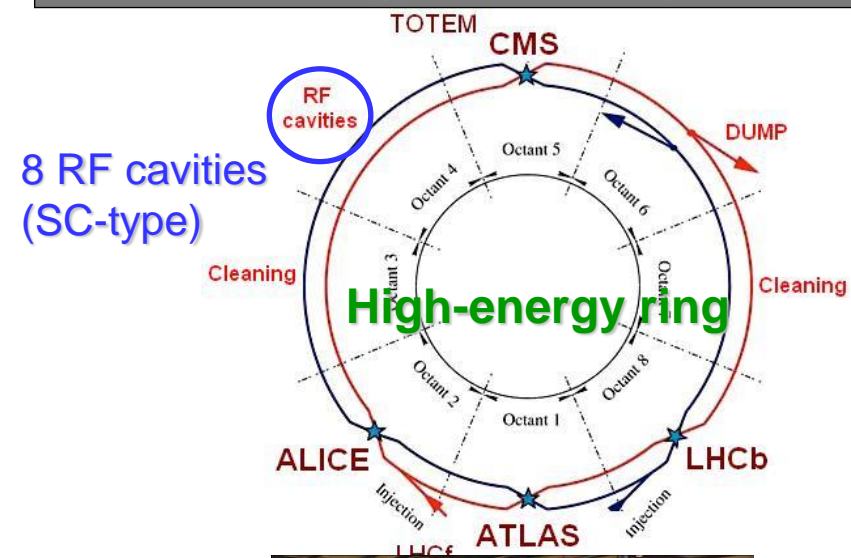 TOTEM
CMS
RF
cavities
DUMP
8 RF cavities
(SC-type)
Octant 5
Octant 4
Octant 6
Cleaning
Octant 3
High-energy ring
Cleaning
Octant 2
Octant 8
Octant 1
ALICE
LHCb
Injection
Injection
ATLAS
LHCf